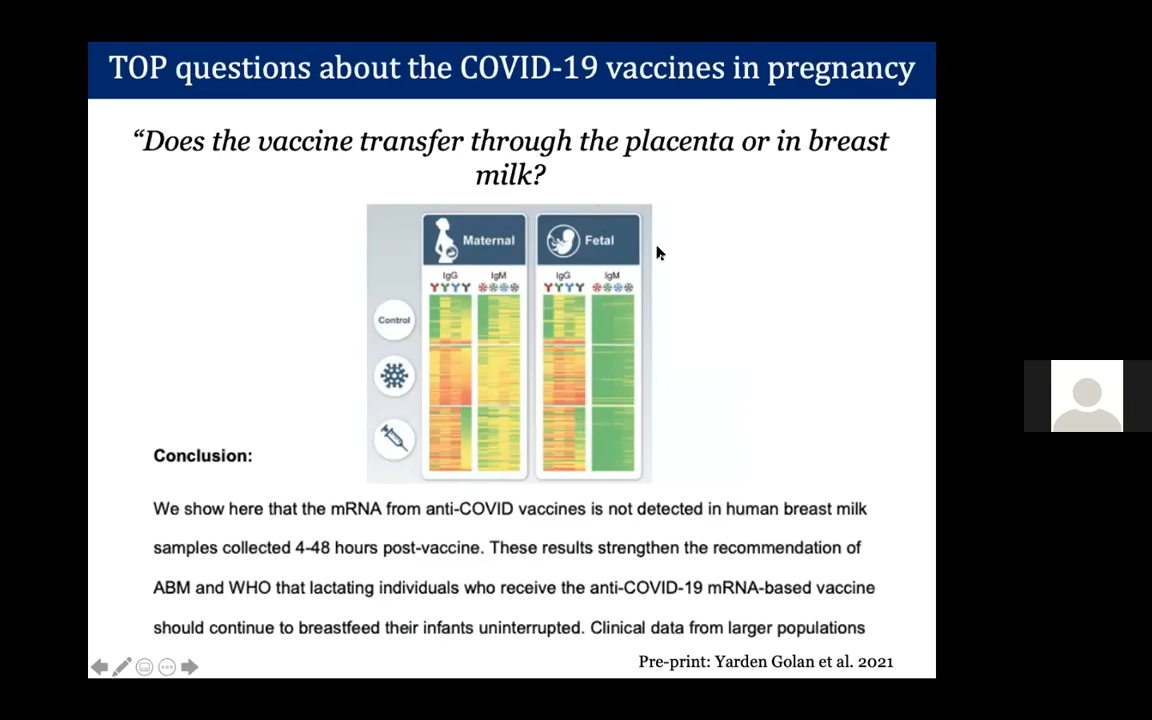 TOP questions about the COVID-19 vaccines in pregnancy
“Does the vaccine transfer through the placenta or in breast
milk?
Maternal
Fetal
IgG
IgM
IgG
IgM
Control
Conclusion:
We show here that the mRNA from anti-COVID vaccines is not detected in human breast milk
samples collected 4-48 hours post-vaccine. These results strengthen the recommendation of
ABM and WHO that lactating individuals who receive the anti-COVID-19 mRNA-based vaccine
should continue to breastfeed their infants uninterrupted. Clinical data from larger populations
Pre-print: Yarden Golan et al. 2021